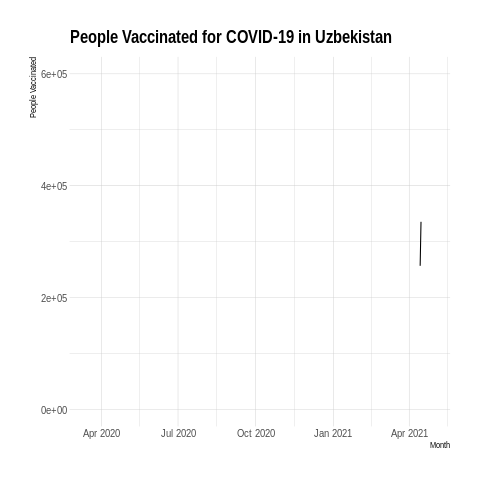 People Vaccinated for COVID-19 in Uzbekistan
People Vaccinated
6e+05
4e+05
2e+05
0e+00
Apr 2020
Jul 2020
Oct 2020
Jan 2021
Apr 2021
Month